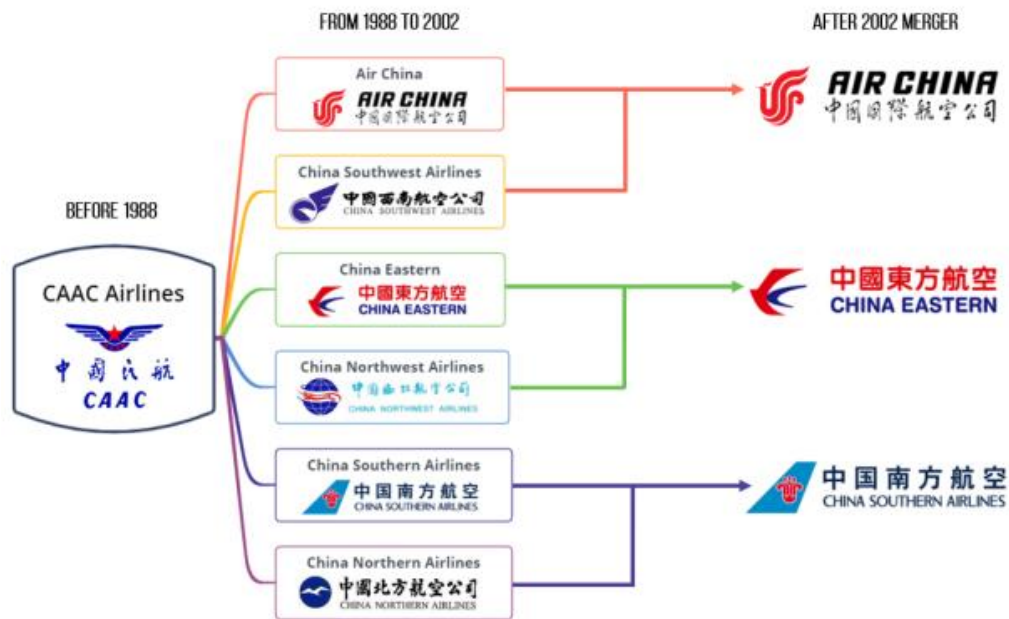 FROM 1988 TO 2002
AFTER 2002 MERGER
BEFORE 1988
CAAC Airlines
中國民航
CAAC
Air China
AIR CHINA
中國國際航空公司
China Southwest Airlines
中國西南航空公司
CHINA SOUTHWEST AIRLINES
China Eastern
中國東方航空
CHINA EASTERN
China Northwest Airlines
中国西北航空公司
CHINA NORTHWEST AIRLINES
China Southern Airlines
中国南方航空
CHINA SOUTHERN AIRLINES
China Northern Airlines
中國北方航空公司
CHINA NORTHERN AIRLINES
AIR CHINA
中國國際航空公司
中國東方航空
CHINA EASTERN
中国南方航空
CHINA SOUTHERN AIRLINES